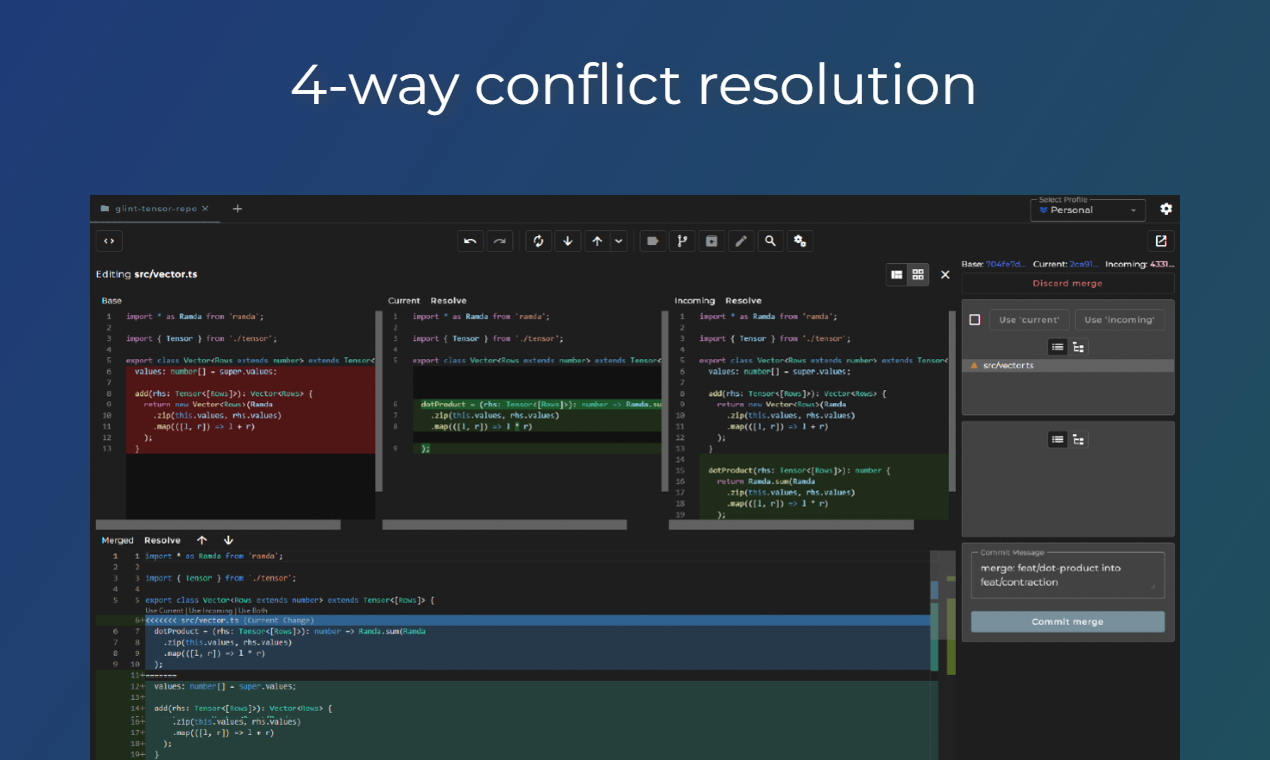 4-way conflict resolution
glint-tensor-repo
Select Profile
Personal
Editing src/vector.ts
Base: 704fe7d... Current: 2ca91... Incoming: 4331...
Discard merge
Base
1 import * as Ramda from 'ramda';
2
3 import { Tensor } from './tensor';
4
5 export class Vector<Rows extends number> extends Tensor<
6 values: number[] = super.values;
7
8 add(rhs: Tensor<[Rows]>): Vector<Rows> {
9 return new Vector<Rows>(Ramda
10 .zip(this.values, rhs.values)
11 .map(([l, r]) => l + r)
12 );
13 }
Current Resolve
1 import * as Ramda from 'ramda';
2
3 import { Tensor } from './tensor';
4
5 export class Vector<Rows extends number> extends Tensor<
6 dotProduct = (rhs: Tensor<[Rows]>): number => Ramda.su
7 .zip(this.values, rhs.values)
8 .map(([l, r]) => l * r)
9 );
Incoming Resolve
1 import * as Ramda from 'ramda';
2
3 import { Tensor } from './tensor';
4
5 export class Vector<Rows extends number> extends Tensor<
6 values: number[] = super.values;
7
8 add(rhs: Tensor<[Rows]>): Vector<Rows> {
9 return new Vector<Rows>(Ramda
10 .zip(this.values, rhs.values)
11 .map(([l, r]) => l + r)
12 );
13 }
14
15 dotProduct(rhs: Tensor<[Rows]>): number {
16 return Ramda.sum(Ramda
17 .zip(this.values, rhs.values)
18 .map(([l, r]) => l * r)
19 );
Use 'current' Use 'incoming'
src/vector.ts
Commit Message
merge: feat/dot-product into
feat/contraction
Commit merge
Merged Resolve
1 1 import * as Ramda from 'ramda';
2 2
3 3 import { Tensor } from './tensor';
4 4
5 5 export class Vector<Rows extends number> extends Tensor<[Rows]> {
Use Current | Use Incoming | Use Both
6+ <<<<<<< src/vector.ts (Current Change)
6 7 dotProduct = (rhs: Tensor<[Rows]>): number => Ramda.sum(Ramda
7 8 .zip(this.values, rhs.values)
8 9 .map(([l, r]) => l * r)
9 10 );
11+ =======
12+ values: number[] = super.values;
13+
14+ add(rhs: Tensor<[Rows]>): Vector<Rows> {
16+ .zip(this.values, rhs.values)
17+ .map(([l, r]) => l + r)
18+ );
19+ }